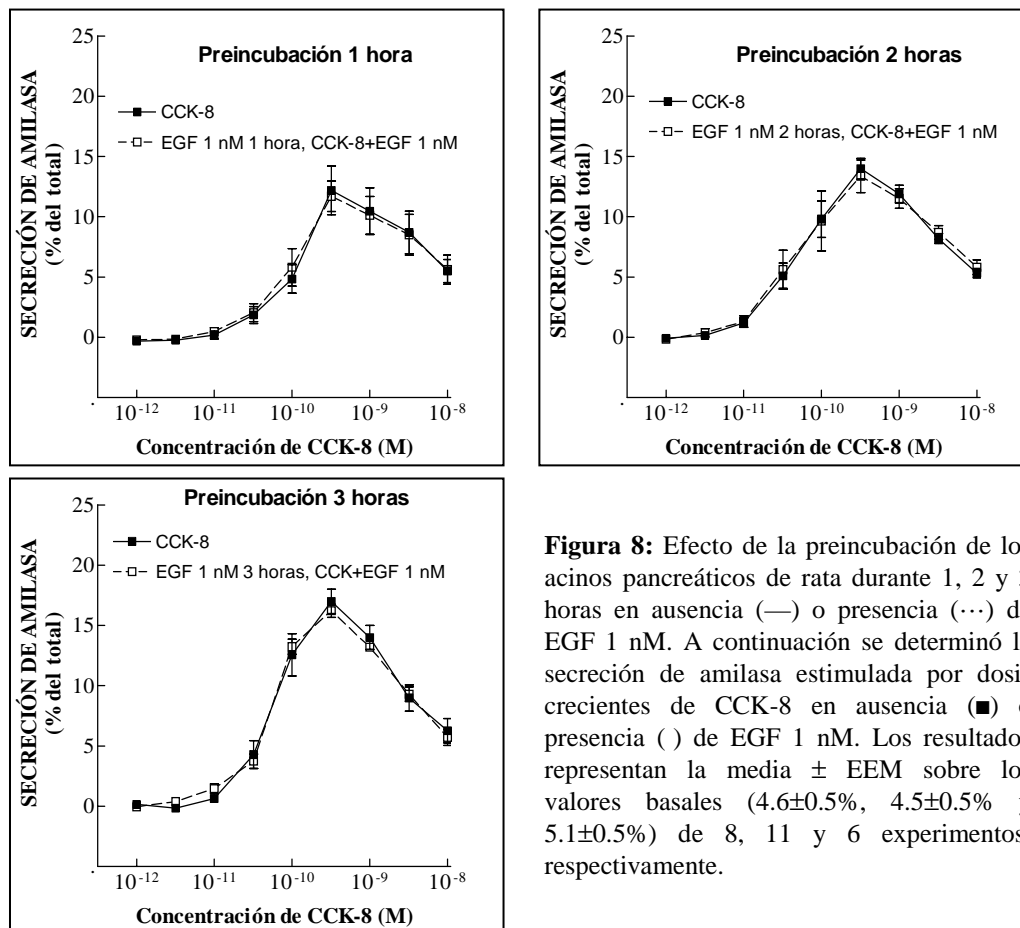 Preincubación 1 hora
25
20
15
10
5
0
SECRECIÓN DE AMILASA
(% del total)
CCK-8
EGF 1 nM 1 hora, CCK-8+EGF 1 nM
10-12 10-11 10-10 10-9 10-8
Concentración de CCK-8 (M)
Preincubación 2 horas
25
20
15
10
5
0
SECRECIÓN DE AMILASA
(% del total)
CCK-8
EGF 1 nM 2 horas, CCK-8+EGF 1 nM
10-12 10-11 10-10 10-9 10-8
Concentración de CCK-8 (M)
Preincubación 3 horas
25
20
15
10
5
0
SECRECIÓN DE AMILASA
(% del total)
CCK-8
EGF 1 nM 3 horas, CCK+EGF 1 nM
10-12 10-11 10-10 10-9 10-8
Concentración de CCK-8 (M)
Figura 8: Efecto de la preincubación de lo
acinos pancreáticos de rata durante 1, 2 y
horas en ausencia (—) o presencia (···) d
EGF 1 nM. A continuación se determinó l
secreción de amilasa estimulada por dosi
crecientes de CCK-8 en ausencia (■)
presencia ( ) de EGF 1 nM. Los resultado
representan la media ± EEM sobre lo
valores basales (4.6±0.5%, 4.5±0.5%
5.1±0.5%) de 8, 11 y 6 experimentos
respectivamente.